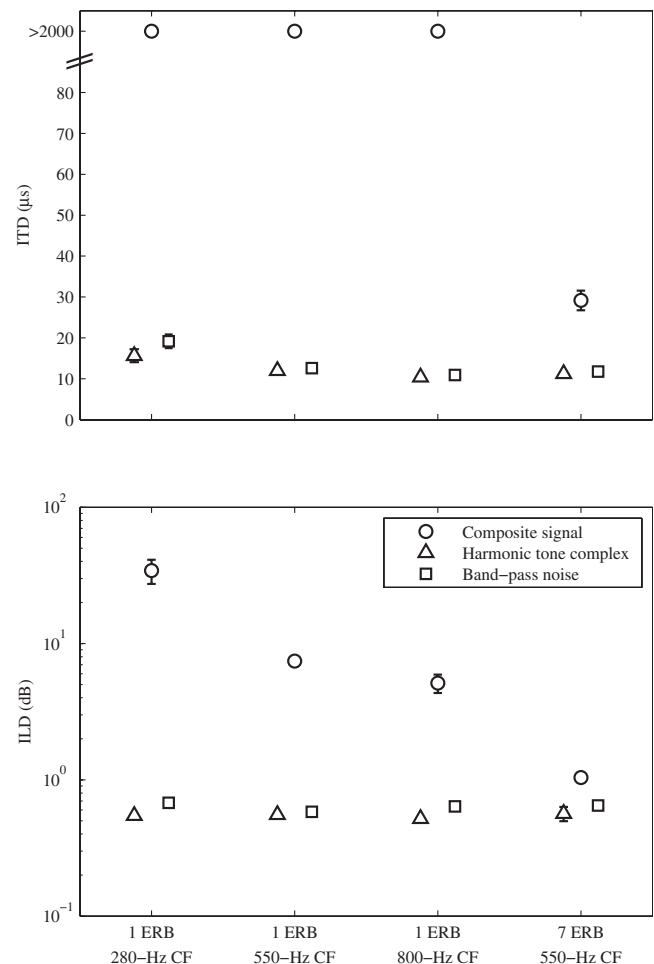 >2000
80
70
60
50
40
30
20
10
0
ITD (μs)
10^2
10^1
10^0
10^−1
ILD (dB)
Composite signal
Harmonic tone complex
Band−pass noise
1 ERB 1 ERB 1 ERB 7 ERB
280−Hz CF 550−Hz CF 800−Hz CF 550−Hz CF